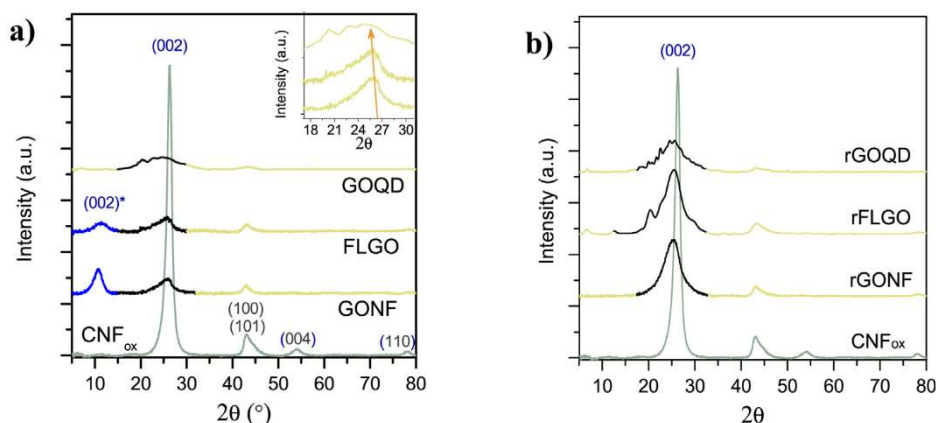 a)
(002)
Intensity (a.u.)
18 21 24 27 30
2θ
Intensity (a.u.)
GOQD
(002)*
FLGO
GONF
CNFox
(100)
(101)
(004)
(110)
5 10 20 30 40 50 60 70 80
2θ (°)
b)
(002)
Intensity (a.u.)
rGOQD
rFLGO
rGONF
CNFox
10 20 30 40 50 60 70 80
2θ